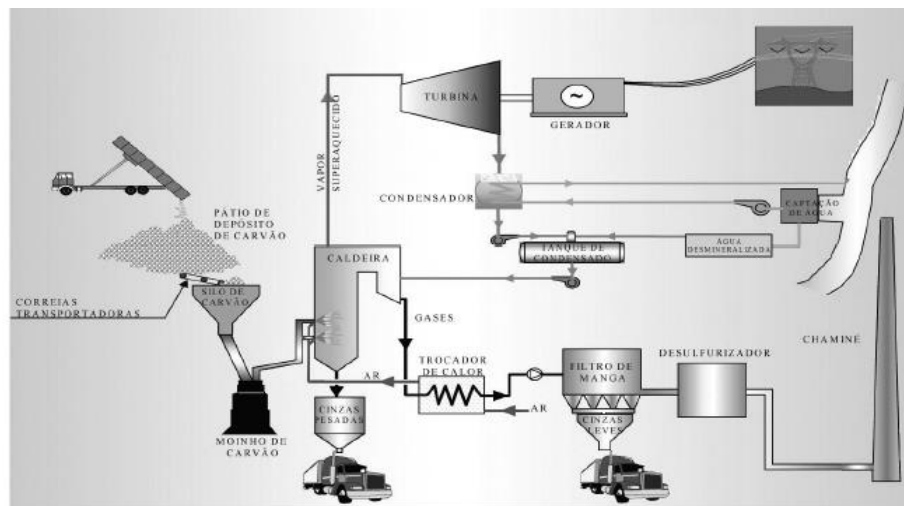 TURBINA
GERADOR
VAPOR
SUPERAQUECIDO
CONDENSADOR
CAPTAÇÃO
DE ÁGUA
PÁTIO DE
DEPÓSITO
DE CARVÃO
ÁGUA
DESMINERALIZADA
TANQUE DE
CONDENSADO
CALDEIRA
SILO DE
CARVÃO
CORREIAS
TRANSPORTADORAS
GASES
CHAMINÉ
TROCADOR
DE CALOR
FILTRO DE
MANGA
DESULFURIZADOR
AR
AR
CINZAS
PESADAS
CINZAS
LEVES
MOINHO DE
CARVÃO